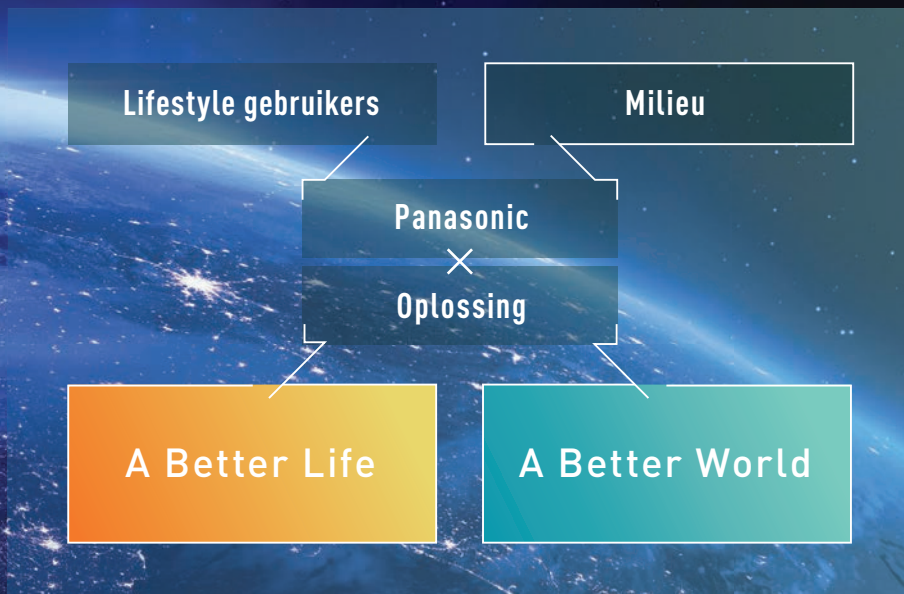 Lifestyle gebruikers
Milieu
Panasonic
×
Oplossing
A Better Life
A Better World